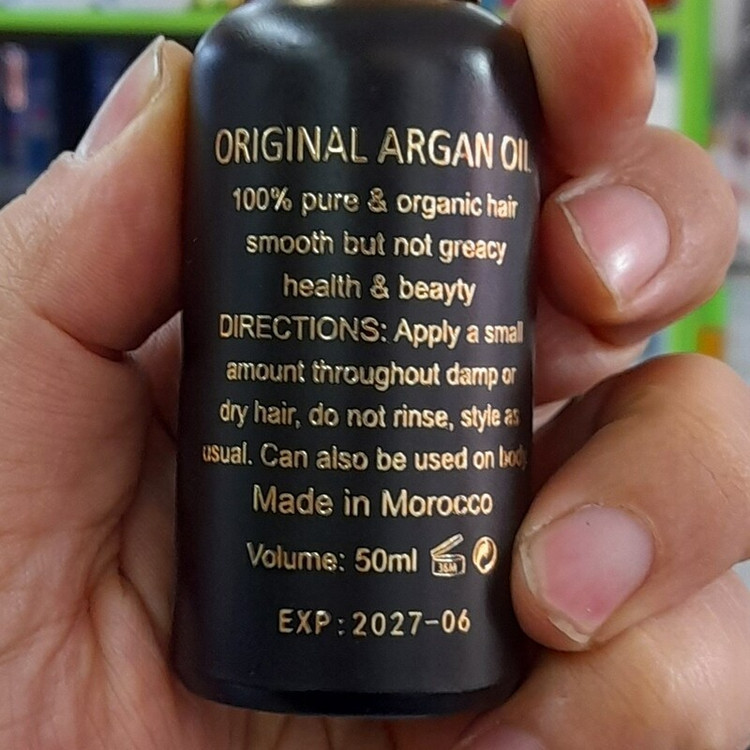 ORIGINAL ARGAN OIL
100% pure & organic hair
smooth but not greacy
health & beayty
DIRECTIONS: Apply a small
amount throughout damp or
dry hair, do not rinse, style as
usual. Can also be used on body
Made in Morocco
Volume: 50ml 36M
EXP:2027-06